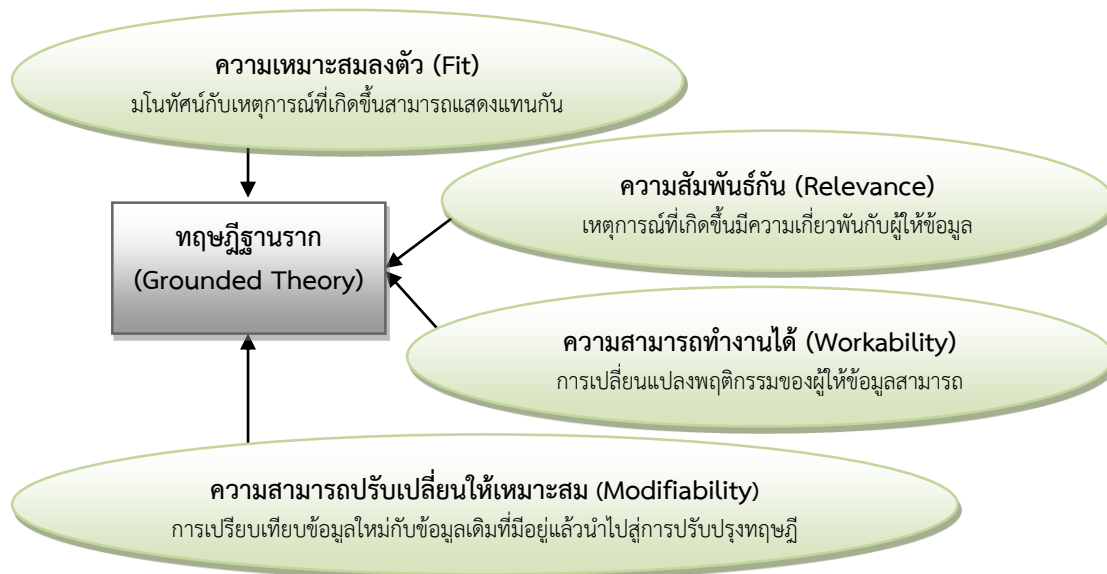 ความเหมาะสมลงตัว (Fit)
มโนทัศน์กับเหตุการณ์ที่เกิดขึ้นสามารถแสดงแทนกัน
ความสัมพันธ์กัน (Relevance)
เหตุการณ์ที่เกิดขึ้นมีความเกี่ยวพันกับผู้ให้ข้อมูล
ทฤษฎีฐานราก
(Grounded Theory)
ความสามารถทำงานได้ (Workability)
การเปลี่ยนแปลงพฤติกรรมของผู้ให้ข้อมูลสามารถ
ความสามารถปรับเปลี่ยนให้เหมาะสม (Modifiability)
การเปรียบเทียบข้อมูลใหม่กับข้อมูลเดิมที่มีอยู่แล้วนำไปสู่การปรับปรุงทฤษฎี